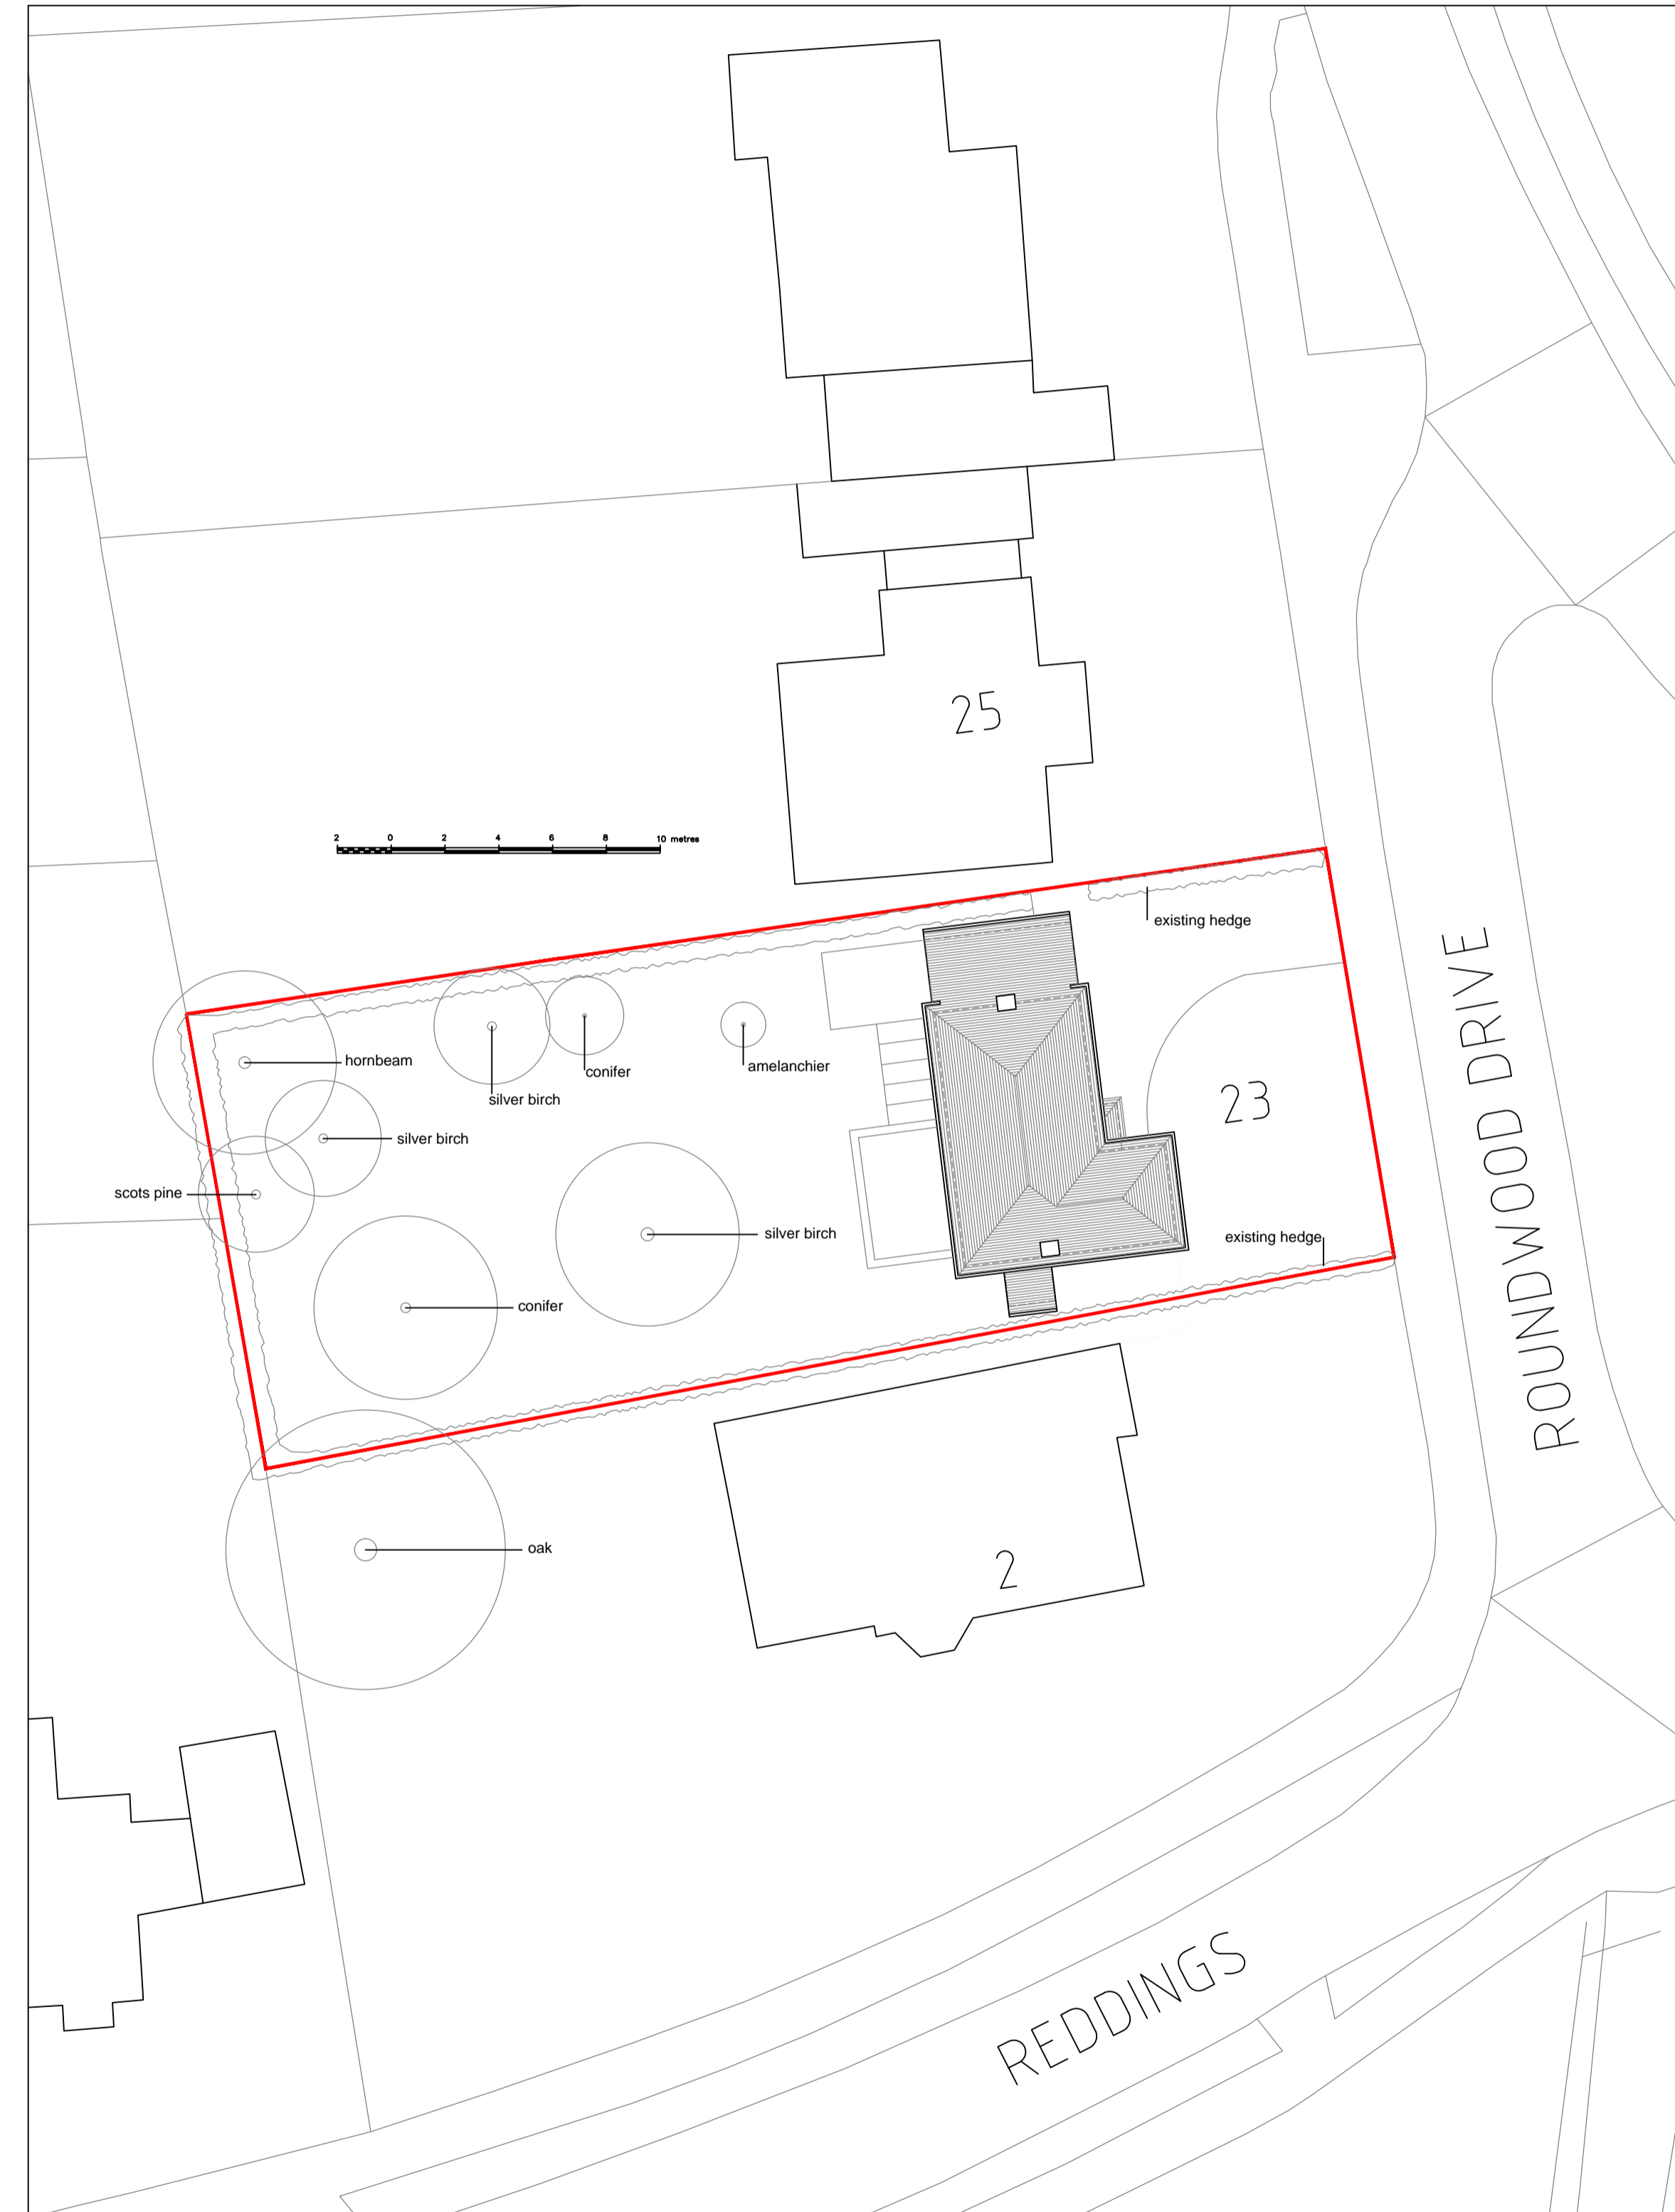 25
2 0 2 4 6 8 10 metres
existing hedge
hornbeam
conifer
amelanchier
silver birch
23
silver birch
scots pine
silver birch
existing hedge
conifer
ROUNDWOOD DRIVE
oak
2
REDDINGS